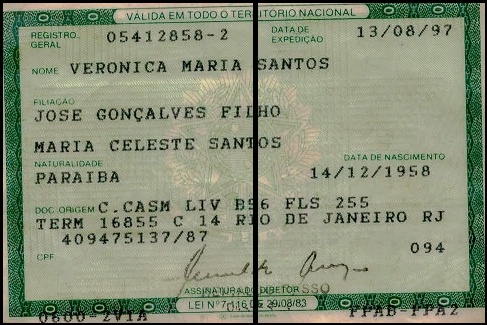 VÁLIDA EM TODO O TERRITÓRIO NACIONAL
REGISTRO GERAL 05412858-2 DATA DE EXPEDIÇÃO 13/08/97
NOME VERONICA MARIA SANTOS
FILIAÇÃO
JOSE GONÇALVES FILHO
MARIA CELESTE SANTOS
NATURALIDADE DATA DE NASCIMENTO
PARAIBA 14/12/1958
DOC. ORIGEM C.CASM LIV B56 FLS 255
TERM 16855 C 14 RIO DE JANEIRO RJ
409475137/87
CPF 094
ASSINATURA DO DIRETOR
LEI Nº 7.116 DE 29/08/83
0600-2VIA PPAB-PPA2